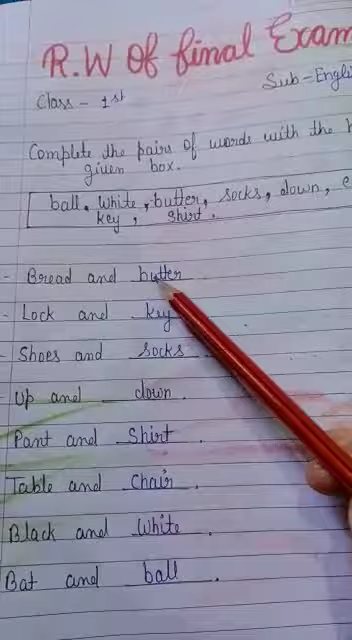 R.W Of final Exam
Class - 1st
Sub - English
Complete the pairs of words with the
given box.
ball, White, butter, socks, down,
key, shirt.
- Bread and butter
- Lock and key
- Shoes and socks
- Up and down.
Pant and Shirt.
Table and Chair.
Black and White.
Bat and ball.